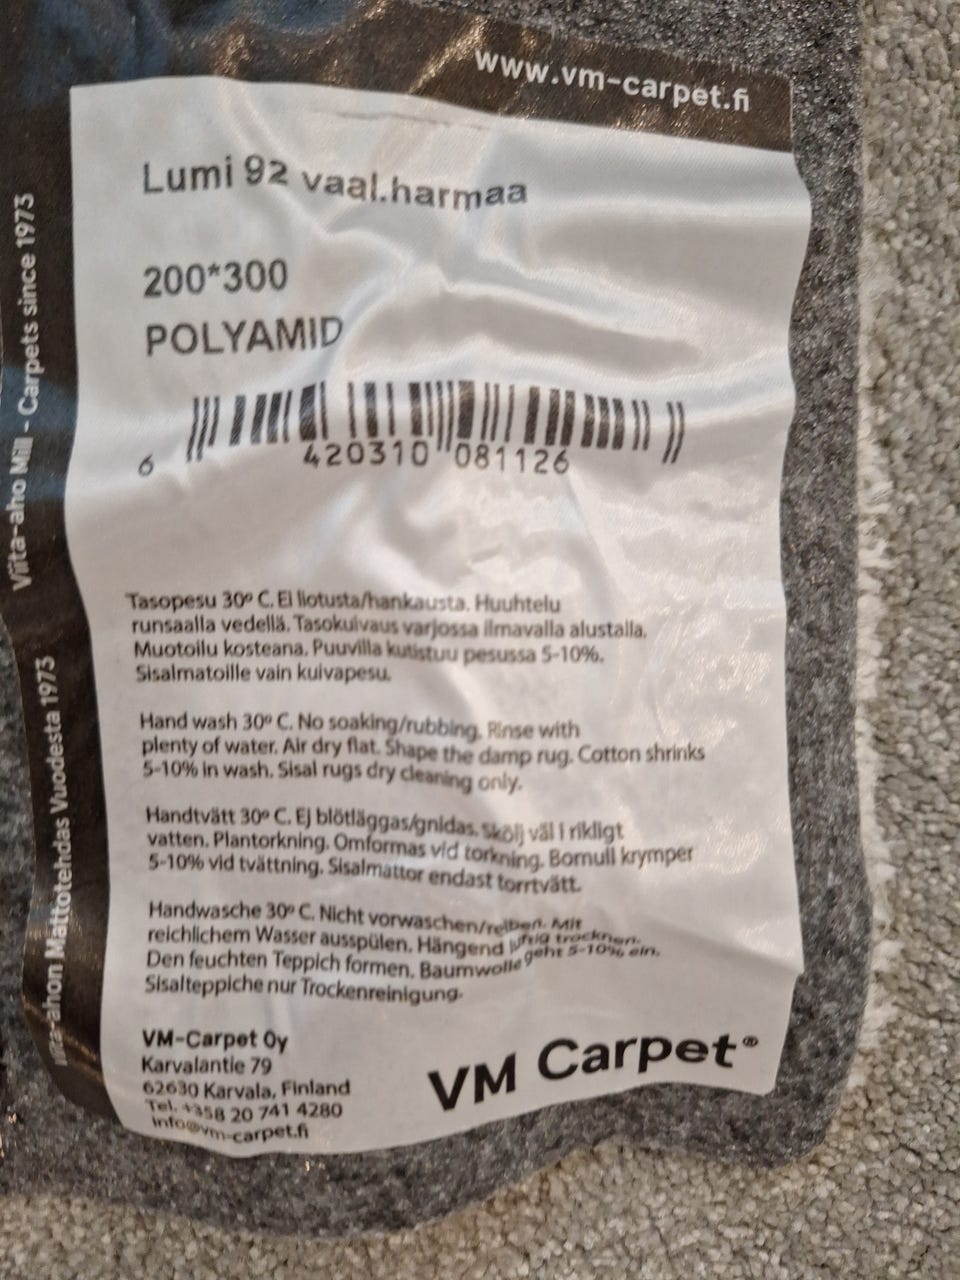 www.vm-carpet.fi
Lumi 92 vaal.harmaa
200*300
POLYAMID
6 420310 081126
Tasopesu 30º C. Ei liotusta/hankausta. Huuhtelu
runsaalla vedellä. Tasokuivaus varjossa ilmavalla alustalla.
Muotoilu kosteana. Puuvilla kutistuu pesussa 5-10%.
Sisalmatoille vain kuivapesu.
Hand wash 30º C. No soaking/rubbing. Rinse with
plenty of water. Air dry flat. Shape the damp rug. Cotton shrinks
5-10% in wash. Sisal rugs dry cleaning only.
Handtvätt 30º C. Ej blötläggas/gnidas. Skölj väl i rikligt
vatten. Plantorkning. Omformas vid torkning. Bomull krymper
5-10% vid tvättning. Sisalmattor endast torrtvätt.
Handwasche 30º C. Nicht vorwaschen/reiben. Mit
reichlichem Wasser ausspülen. Hängend luftig trocknen.
Den feuchten Teppich formen. Baumwolle geht 5-10% ein.
Sisalteppiche nur Trockenreinigung.
VM-Carpet Oy
Karvalantie 79
62630 Karvala, Finland
Tel. +358 20 741 4280
info@vm-carpet.fi
VM Carpet®
Viita-aho Mill - Carpets since 1973
Viita-ahon Mattotehdas Vuodesta 1973